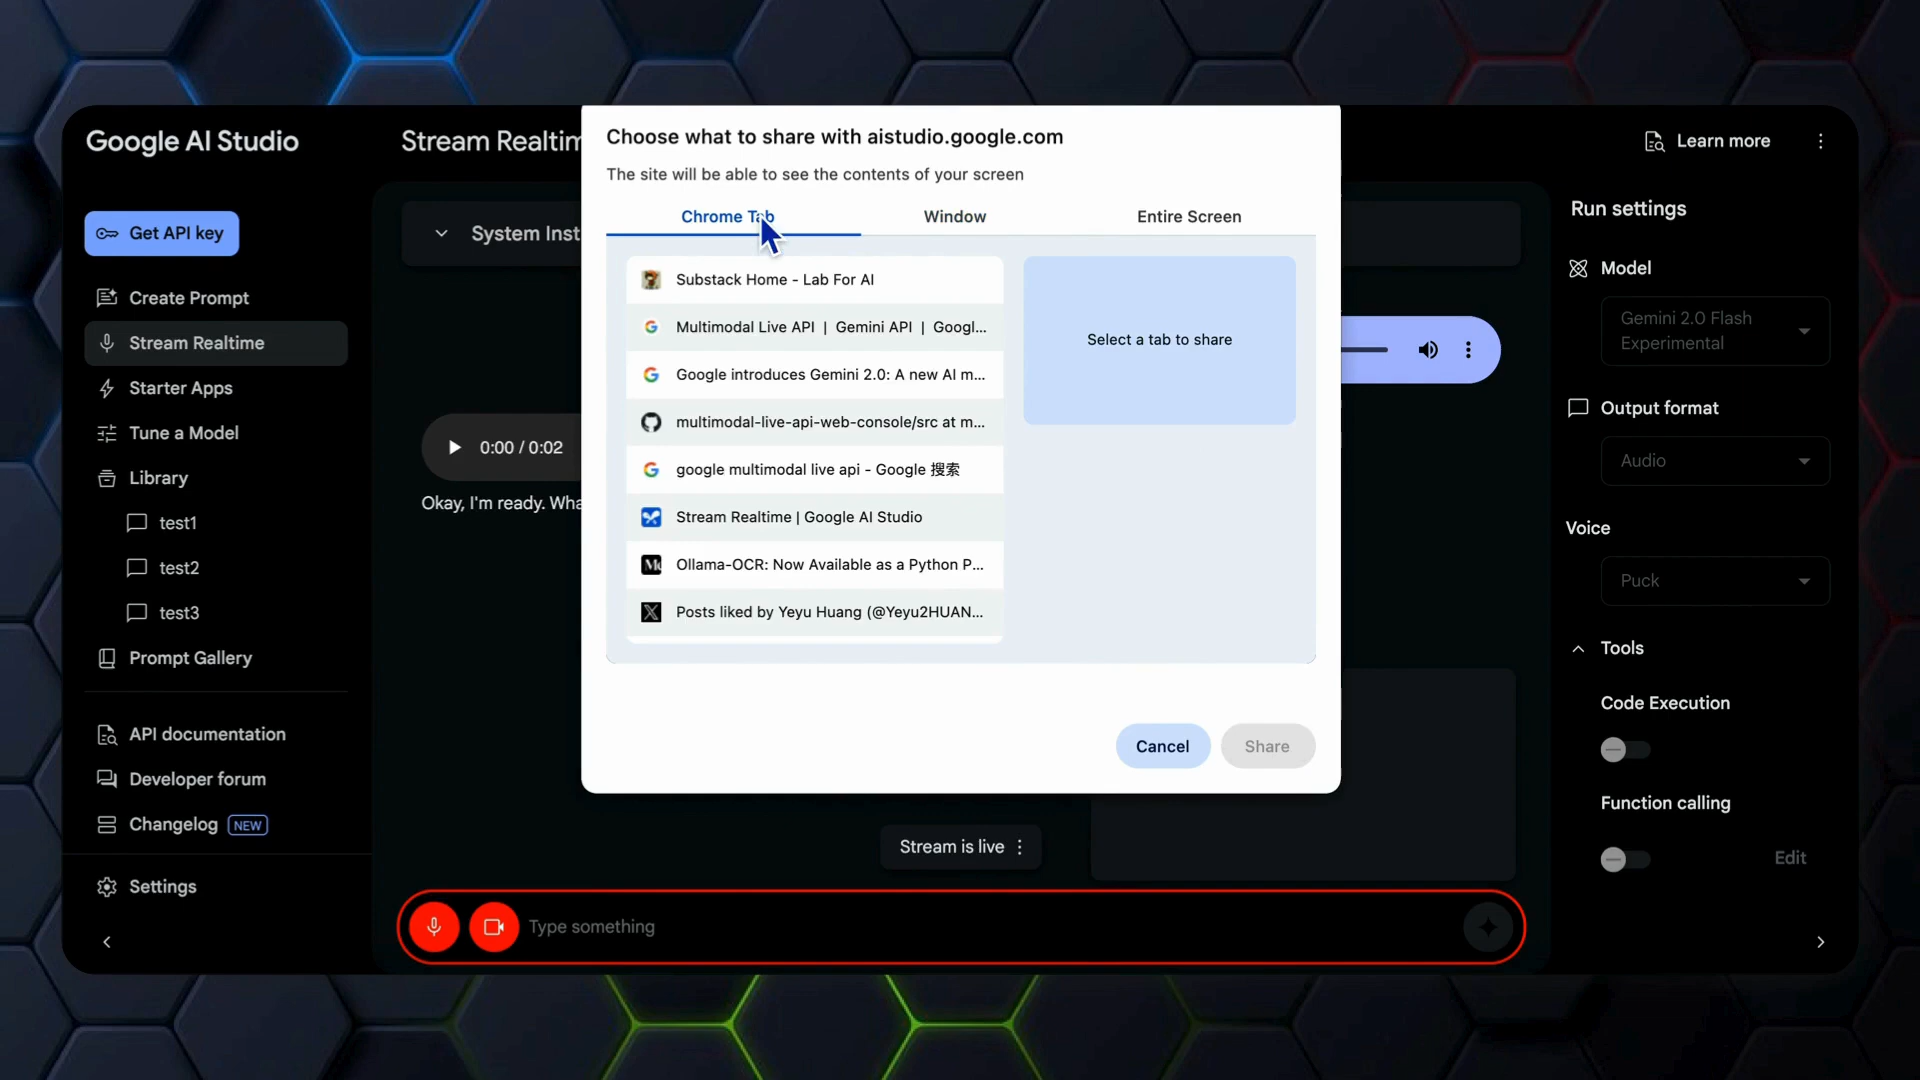 Google AI Studio
Get API key
Create Prompt
Stream Realtime
Starter Apps
Tune a Model
Library
test1
test2
test3
Prompt Gallery
API documentation
Developer forum
Changelog NEW
Settings
Stream Realtim
System Inst
0:00 / 0:02
Okay, I'm ready. Wha
Choose what to share with aistudio.google.com
The site will be able to see the contents of your screen
Chrome Tab Window Entire Screen
Substack Home - Lab For AI
Multimodal Live API | Gemini API | Googl...
Google introduces Gemini 2.0: A new AI m...
multimodal-live-api-web-console/src at m...
google multimodal live api - Google 搜索
Stream Realtime | Google AI Studio
Ollama-OCR: Now Available as a Python P...
Posts liked by Yeyu Huang (@Yeyu2HUAN...
Select a tab to share
Cancel Share
Stream is live
Type something
Learn more
Run settings
Model
Gemini 2.0 Flash
Experimental
Output format
Audio
Voice
Puck
Tools
Code Execution
Function calling
Edit